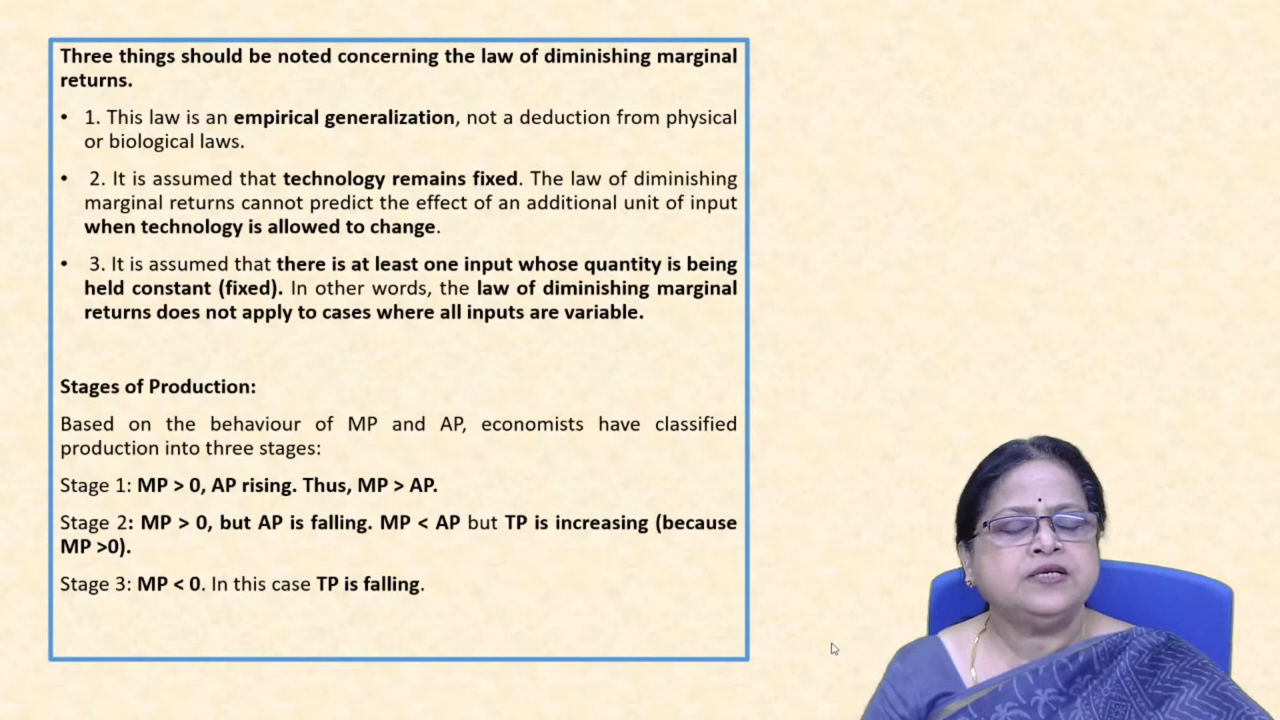 Three things should be noted concerning the law of diminishing marginal
returns.
• 1. This law is an empirical generalization, not a deduction from physical
or biological laws.
• 2. It is assumed that technology remains fixed. The law of diminishing
marginal returns cannot predict the effect of an additional unit of input
when technology is allowed to change.
• 3. It is assumed that there is at least one input whose quantity is being
held constant (fixed). In other words, the law of diminishing marginal
returns does not apply to cases where all inputs are variable.
Stages of Production:
Based on the behaviour of MP and AP, economists have classified
production into three stages:
Stage 1: MP > 0, AP rising. Thus, MP > AP.
Stage 2: MP > 0, but AP is falling. MP < AP but TP is increasing (because
MP >0).
Stage 3: MP < 0. In this case TP is falling.